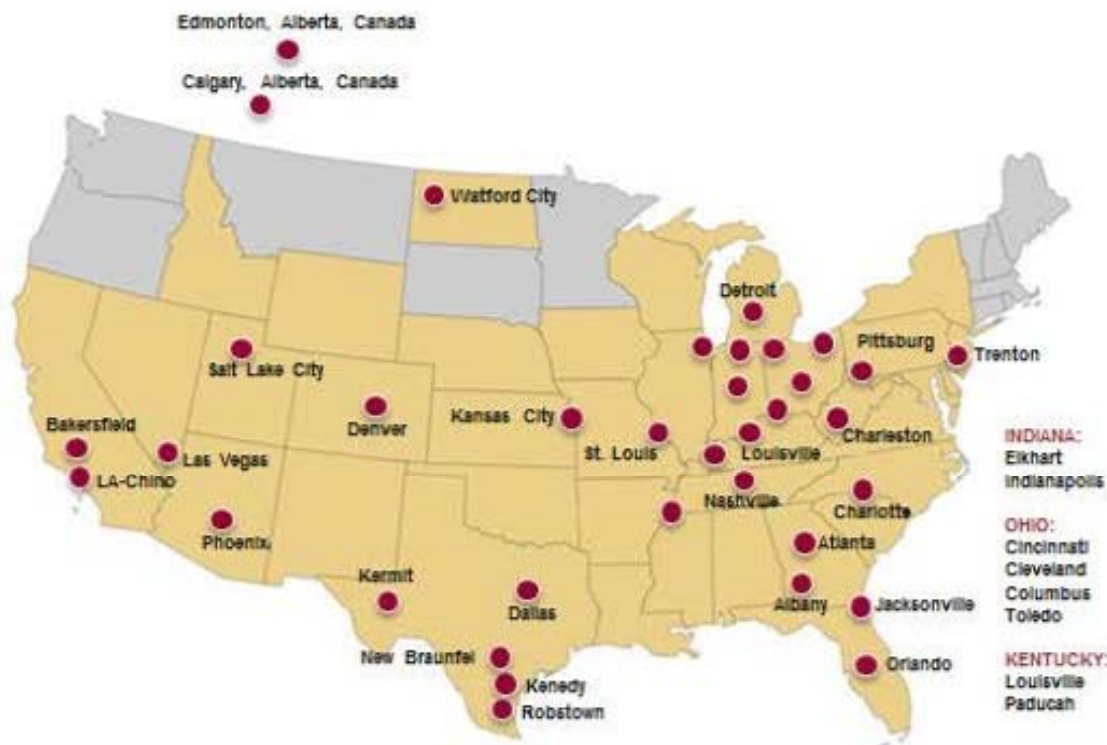 Edmonton, Alberta, Canada
Calgary, Alberta, Canada
Watford City
Detroit
Pittsburg
Trenton
Salt Lake City
Bakersfield
Denver
Kansas City
St. Louis
Louisville
Charleston
Las Vegas
LA-Chino
Nashville
Charlotte
Phoenix,
Atlanta
Kermit
Dallas
Albany
Jacksonville
New Braunfel
Kenedy
Robstown
Orlando
INDIANA:
Elkhart
Indianapolis
OHIO:
Cincinnati
Cleveland
Columbus
Toledo
KENTUCKY:
Louisville
Paducah